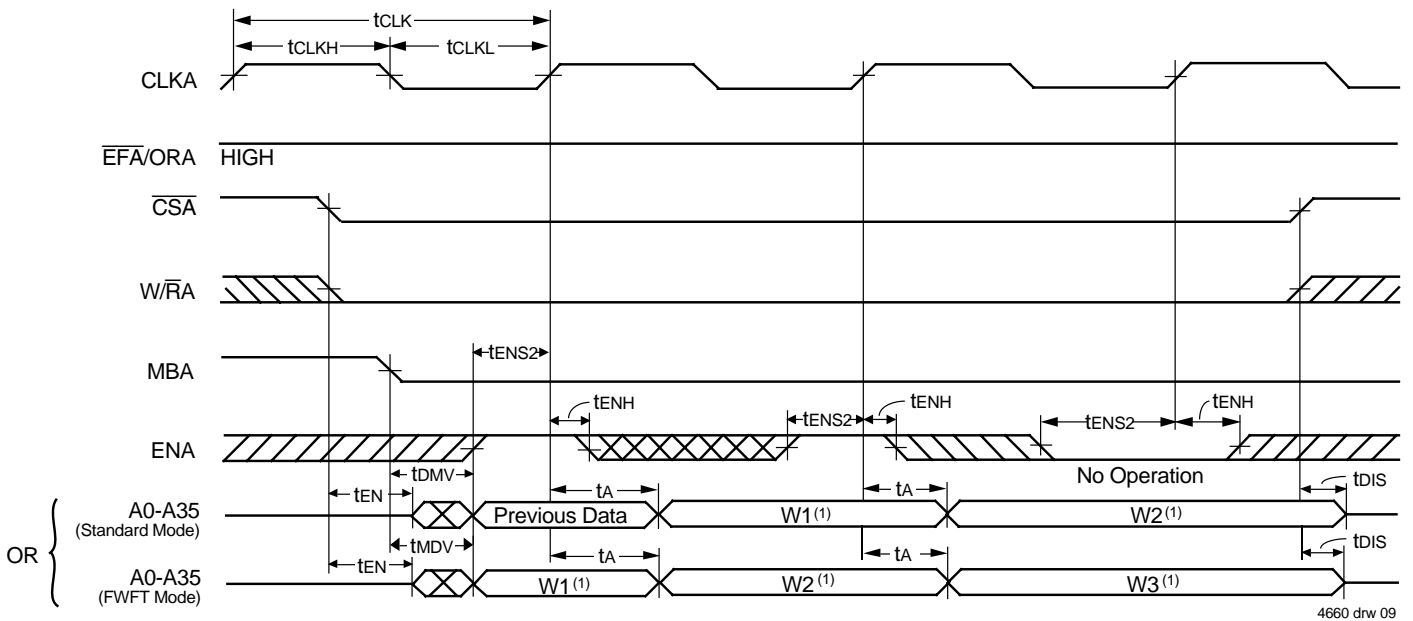 tCLK
tCLKH tCLKL
CLKA
EFA/ORA HIGH
CSA
W/RA
MBA tENS2
tENH tENS2 tENH tENS2 tENH
ENA No Operation
tDMV
tEN tA tA tDIS
A0-A35 (Standard Mode) Previous Data W1(1) W2(1)
OR
tMDV
tEN tA tA tDIS
A0-A35 (FWFT Mode) W1(1) W2(1) W3(1)
4660 drw 09